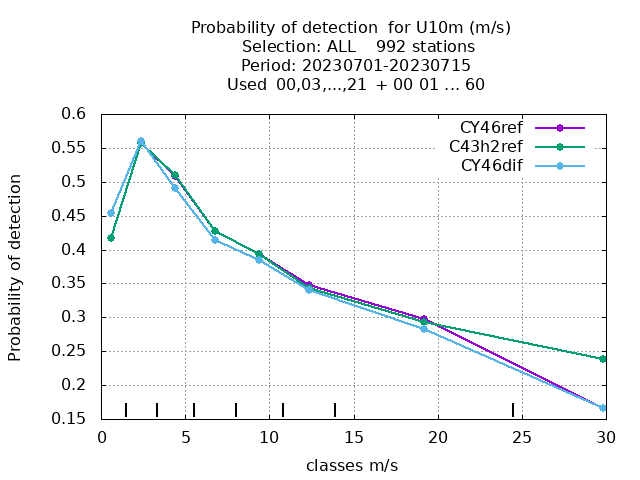 Probability of detection for U10m (m/s)
Selection: ALL 992 stations
Period: 20230701-20230715
Used 00,03,...,21 + 00 01 ... 60
CY46ref
C43h2ref
CY46dif
Probability of detection
0.6
0.55
0.5
0.45
0.4
0.35
0.3
0.25
0.2
0.15
0 5 10 15 20 25 30
classes m/s